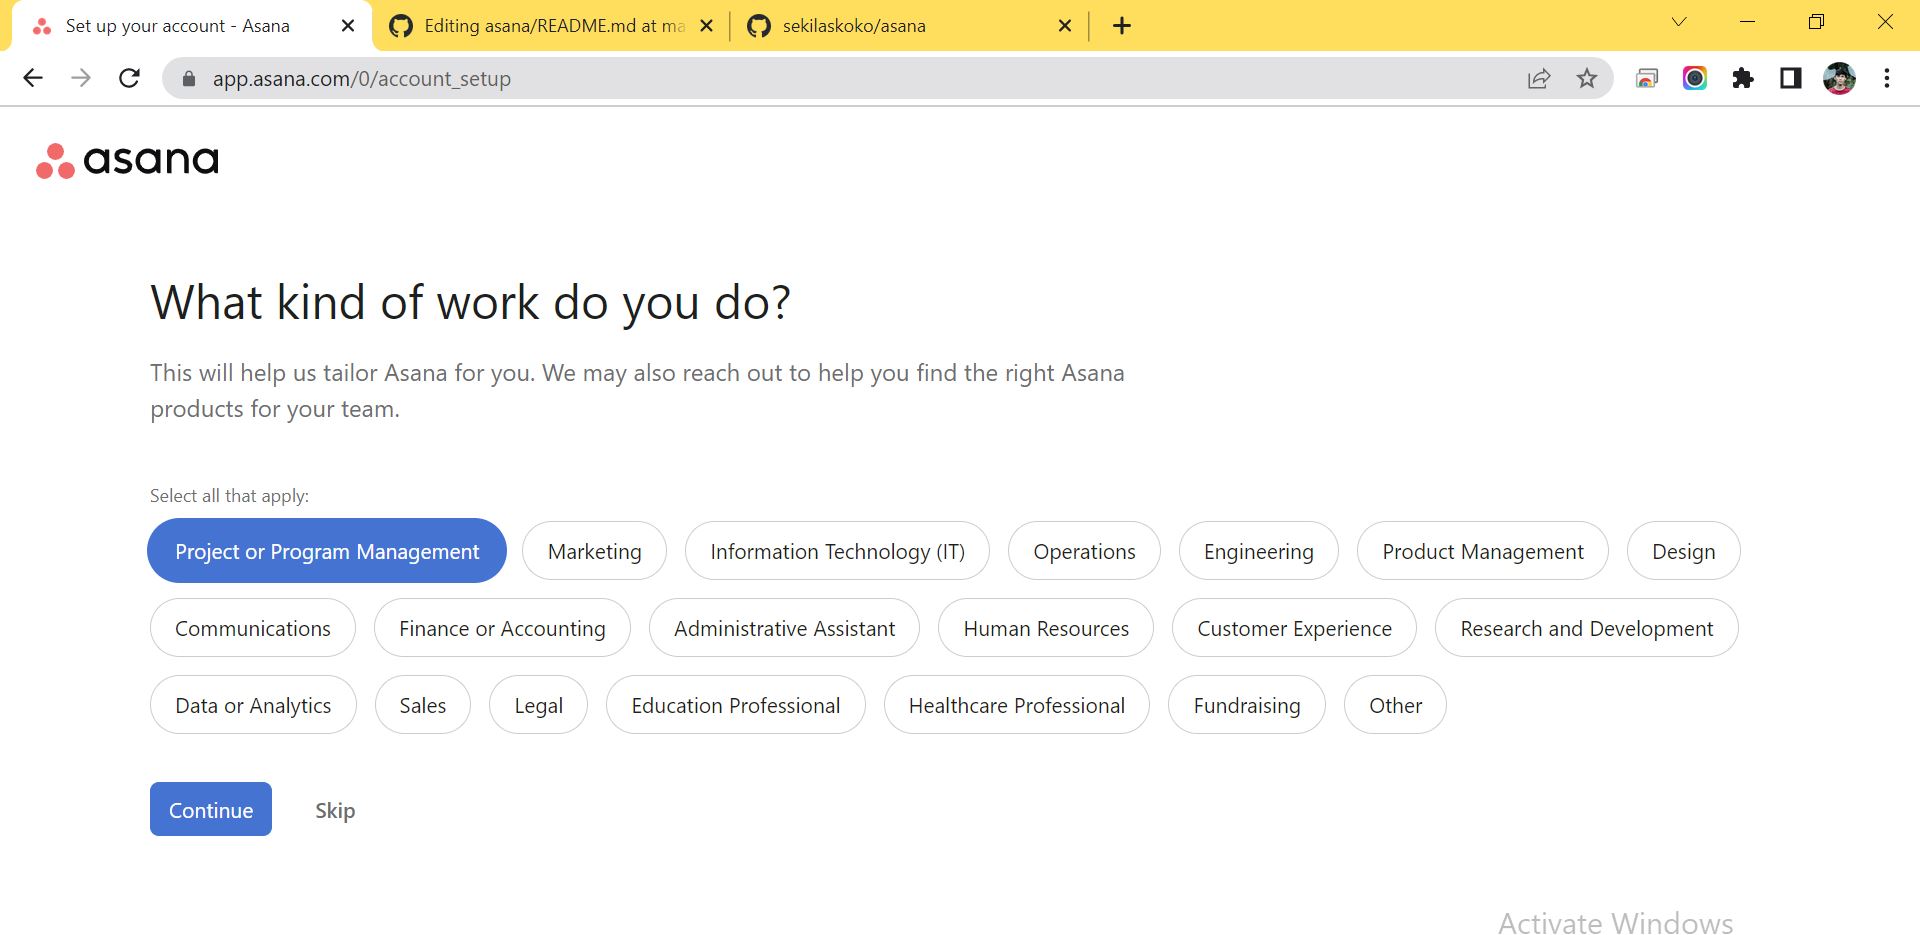 Set up your account - Asana
Editing asana/README.md at ma
sekilaskoko/asana
app.asana.com/0/account_setup
asana
What kind of work do you do?
This will help us tailor Asana for you. We may also reach out to help you find the right Asana
products for your team.
Select all that apply:
Project or Program Management Marketing Information Technology (IT) Operations Engineering Product Management Design
Communications Finance or Accounting Administrative Assistant Human Resources Customer Experience Research and Development
Data or Analytics Sales Legal Education Professional Healthcare Professional Fundraising Other
Continue Skip
Activate Windows